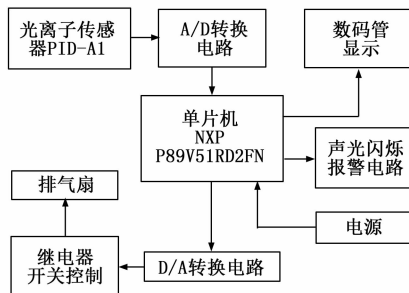 光离子传感
器PID-A1
A/D转换
电路
数码管
显示
单片机
NXP
P89V51RD2FN
声光闪烁
报警电路
排气扇
电源
继电器
开关控制
D/A转换电路